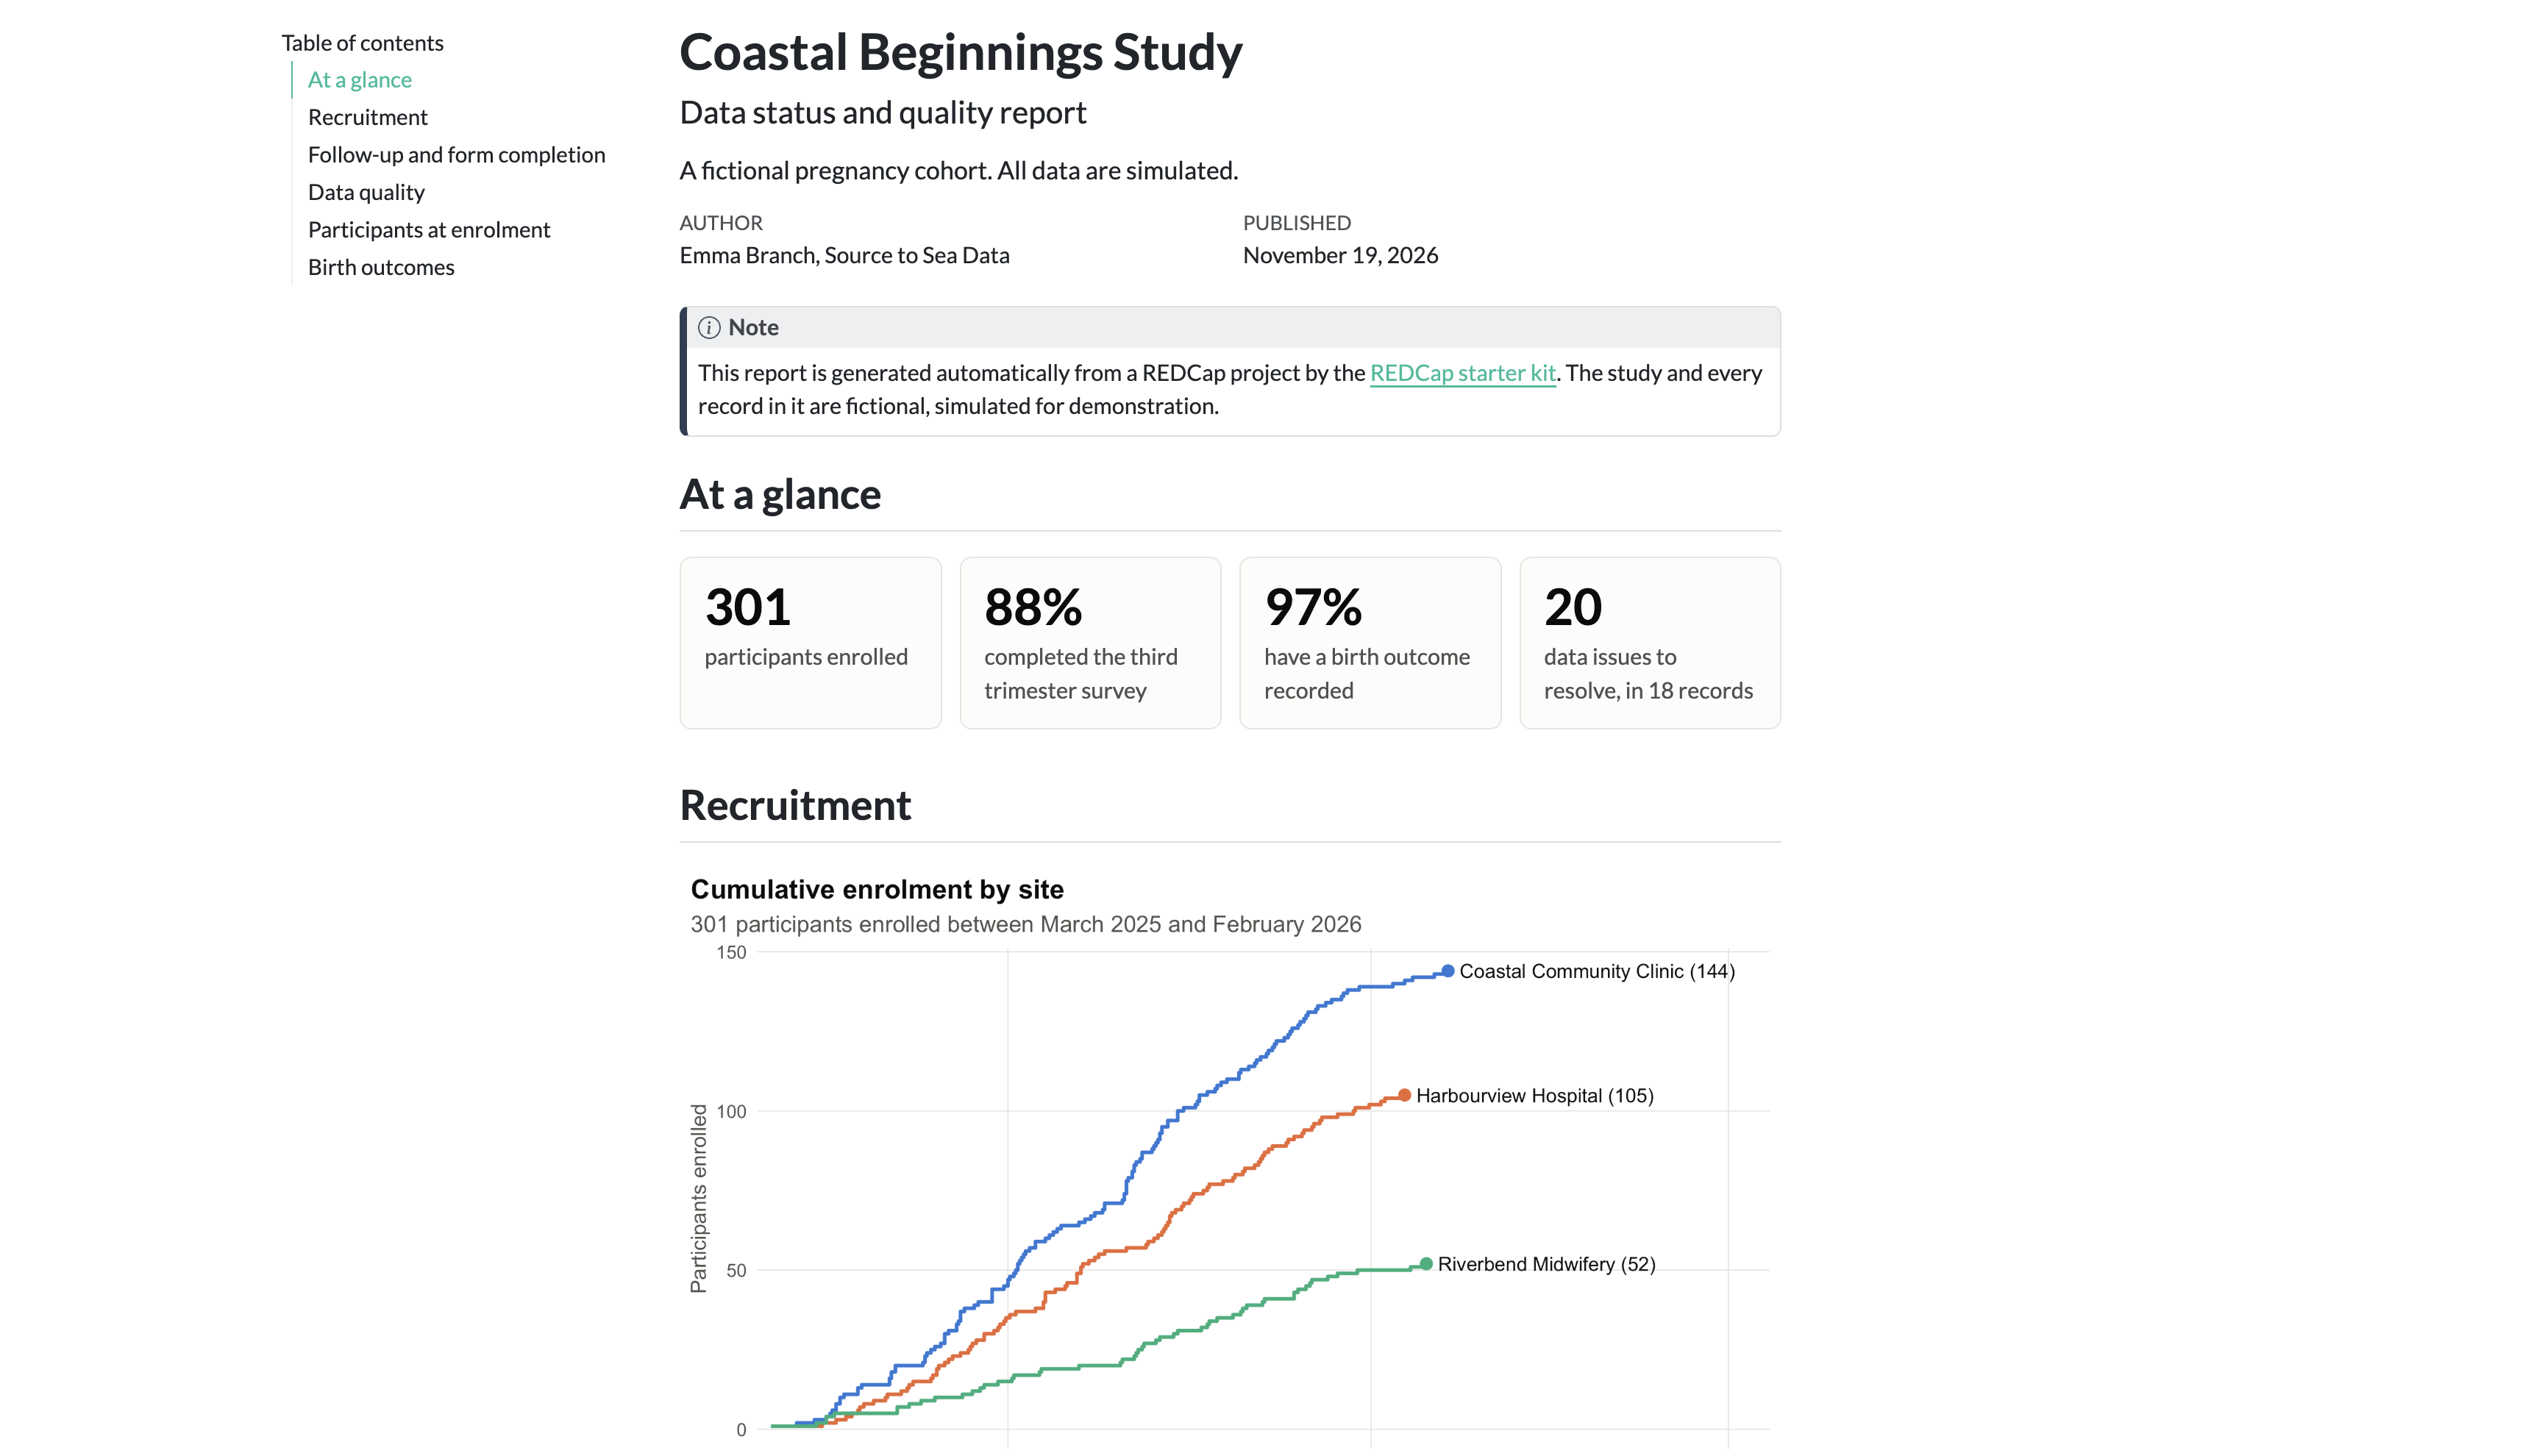 Table of contents
At a glance
Recruitment
Follow-up and form completion
Data quality
Participants at enrolment
Birth outcomes
Coastal Beginnings Study
Data status and quality report
A fictional pregnancy cohort. All data are simulated.
AUTHOR
Emma Branch, Source to Sea Data
PUBLISHED
November 19, 2026
Note
This report is generated automatically from a REDCap project by the REDCap starter kit. The study and every
record in it are fictional, simulated for demonstration.
At a glance
301
participants enrolled
88%
completed the third
trimester survey
97%
have a birth outcome
recorded
20
data issues to
resolve, in 18 records
Recruitment
Cumulative enrolment by site
301 participants enrolled between March 2025 and February 2026
Participants enrolled
150
100
50
0
Coastal Community Clinic (144)
Harbourview Hospital (105)
Riverbend Midwifery (52)